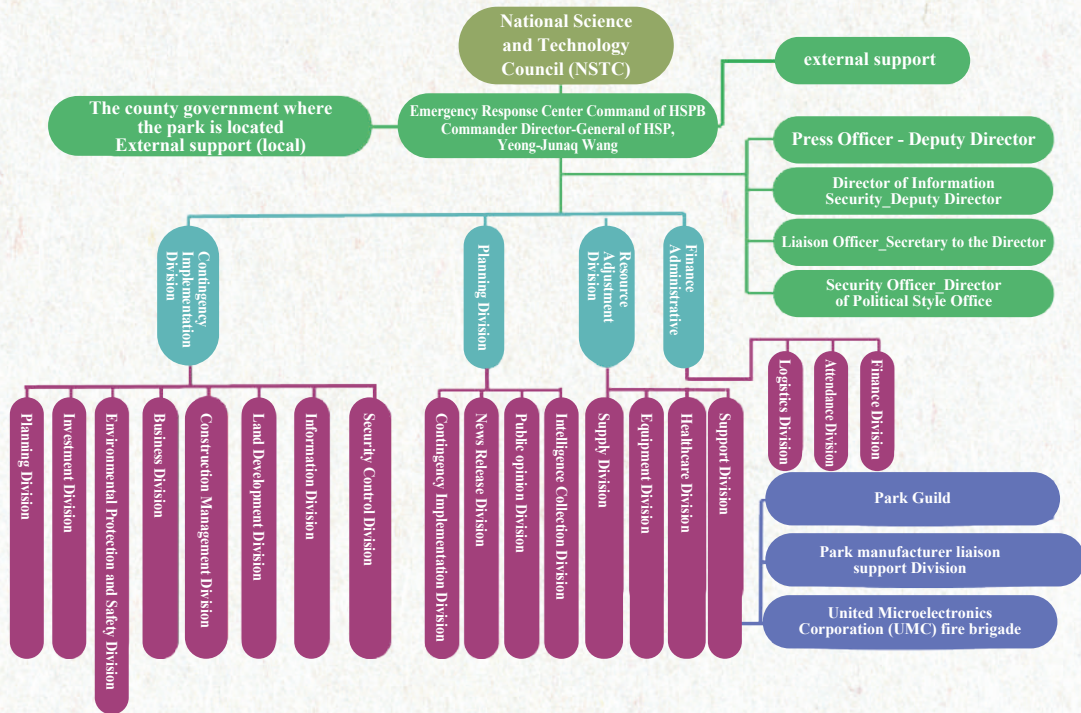 National Science
and Technology
Council (NSTC)
external support
The county government where
the park is located
External support (local)
Emergency Response Center Command of HSPB
Commander Director-General of HSP,
Yeong-Junaq Wang
Press Officer - Deputy Director
Director of Information
Security_Deputy Director
Liaison Officer_Secretary to the Director
Security Officer_Director
of Political Style Office
Contingency
Implementation
Division
Planning Division
Resource
Adjustment
Division
Finance
Administrative
Logistics Division
Attendance Division
Finance Division
Planning Division
Investment Division
Environmental Protection and Safety Division
Business Division
Construction Management Division
Land Development Division
Information Division
Security Control Division
Contingency Implementation Division
News Release Division
Public opinion Division
Intelligence Collection Division
Supply Division
Equipment Division
Healthcare Division
Support Division
Park Guild
Park manufacturer liaison
support Division
United Microelectronics
Corporation (UMC) fire brigade